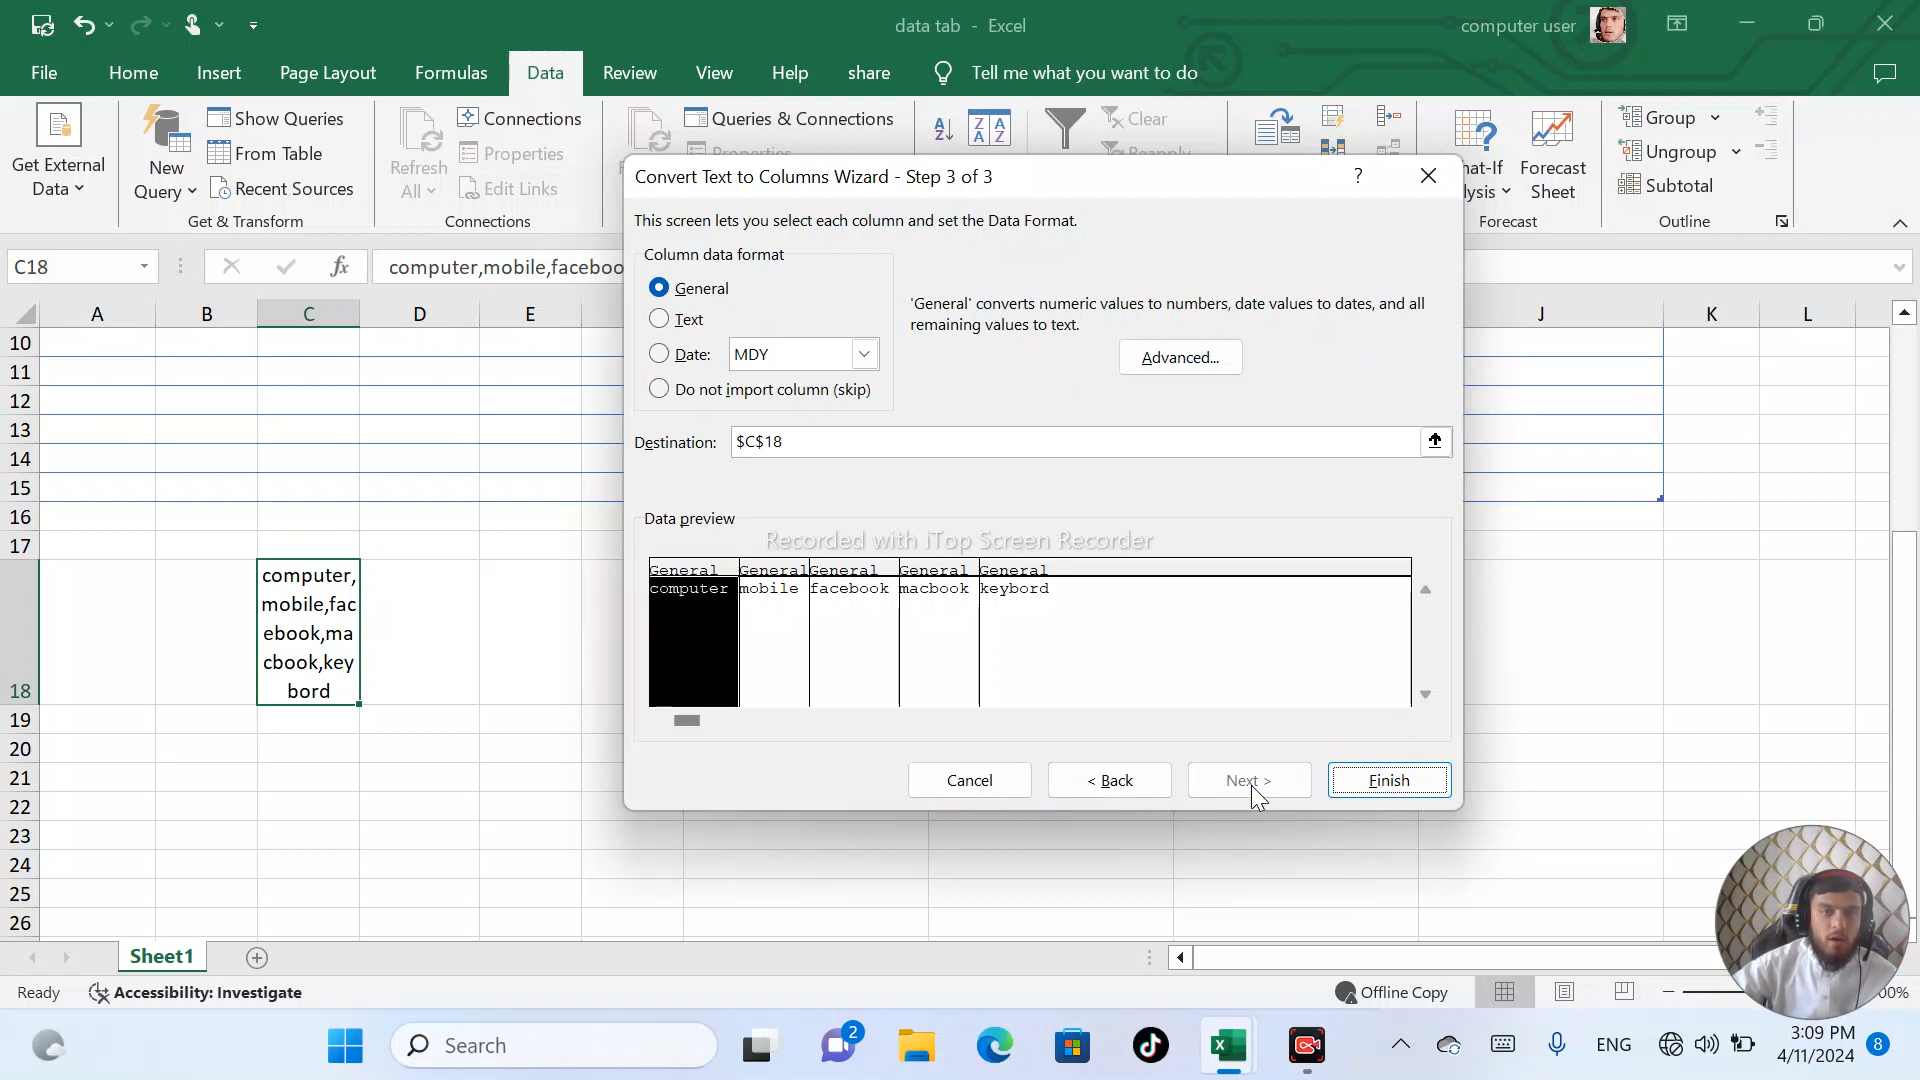 data tab - Excel
computer user
File Home Insert Page Layout Formulas Data Review View Help share Tell me what you want to do
Get External Data
New Query
Show Queries
From Table
Recent Sources
Get & Transform
Refresh All
Connections
Properties
Edit Links
Connections
Queries & Connections
Properties
Clear
Reapply
Forecast Sheet
Forecast
Group
Ungroup
Subtotal
Outline
C18
fx
computer,mobile,faceboo
A B C D E J K L
10
11
12
13
14
15
16
17
18
19
20
21
22
23
24
25
26
computer,
mobile,fac
ebook,ma
cbook,key
bord
Convert Text to Columns Wizard - Step 3 of 3
?
This screen lets you select each column and set the Data Format.
Column data format
General
Text
Date: MDY
Do not import column (skip)
'General' converts numeric values to numbers, date values to dates, and all
remaining values to text.
Advanced...
Destination: $C$18
Data preview
Recorded with iTop Screen Recorder
General General General General General
computer mobile facebook macbook keybord
Cancel < Back Next > Finish
Sheet1
Ready Accessibility: Investigate
Offline Copy
00%
Search
2
ENG
3:09 PM
4/11/2024
8